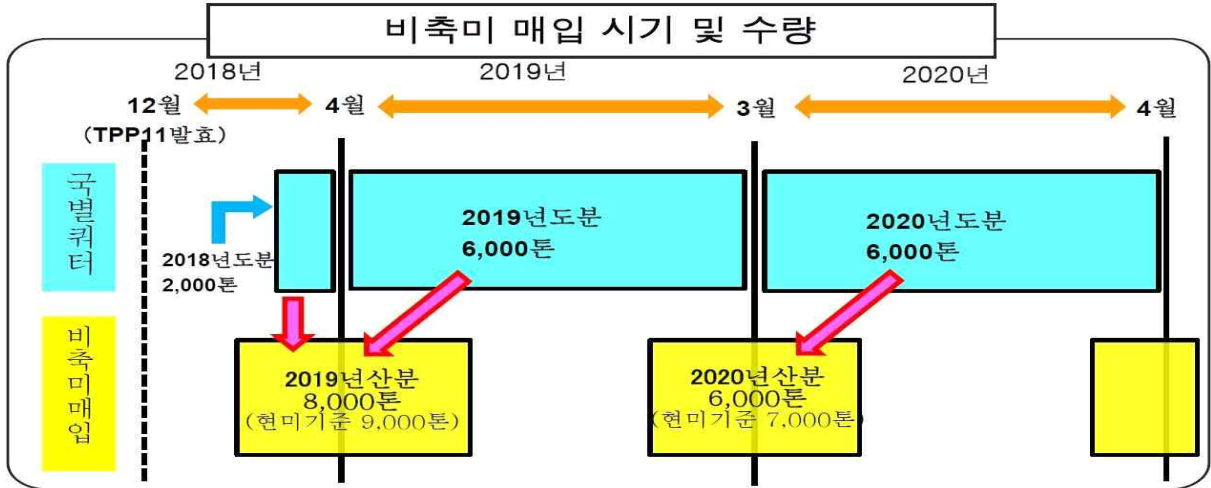 비축미 매입 시기 및 수량
2018년
2019년
2020년
12월
4월
3월
4월
(TPP11발효)
국별쿼터
2018년도분
2,000톤
2019년도분
6,000톤
2020년도분
6,000톤
비축미매입
2019년산분
8,000톤
(현미기준 9,000톤)
2020년산분
6,000톤
(현미기준 7,000톤)